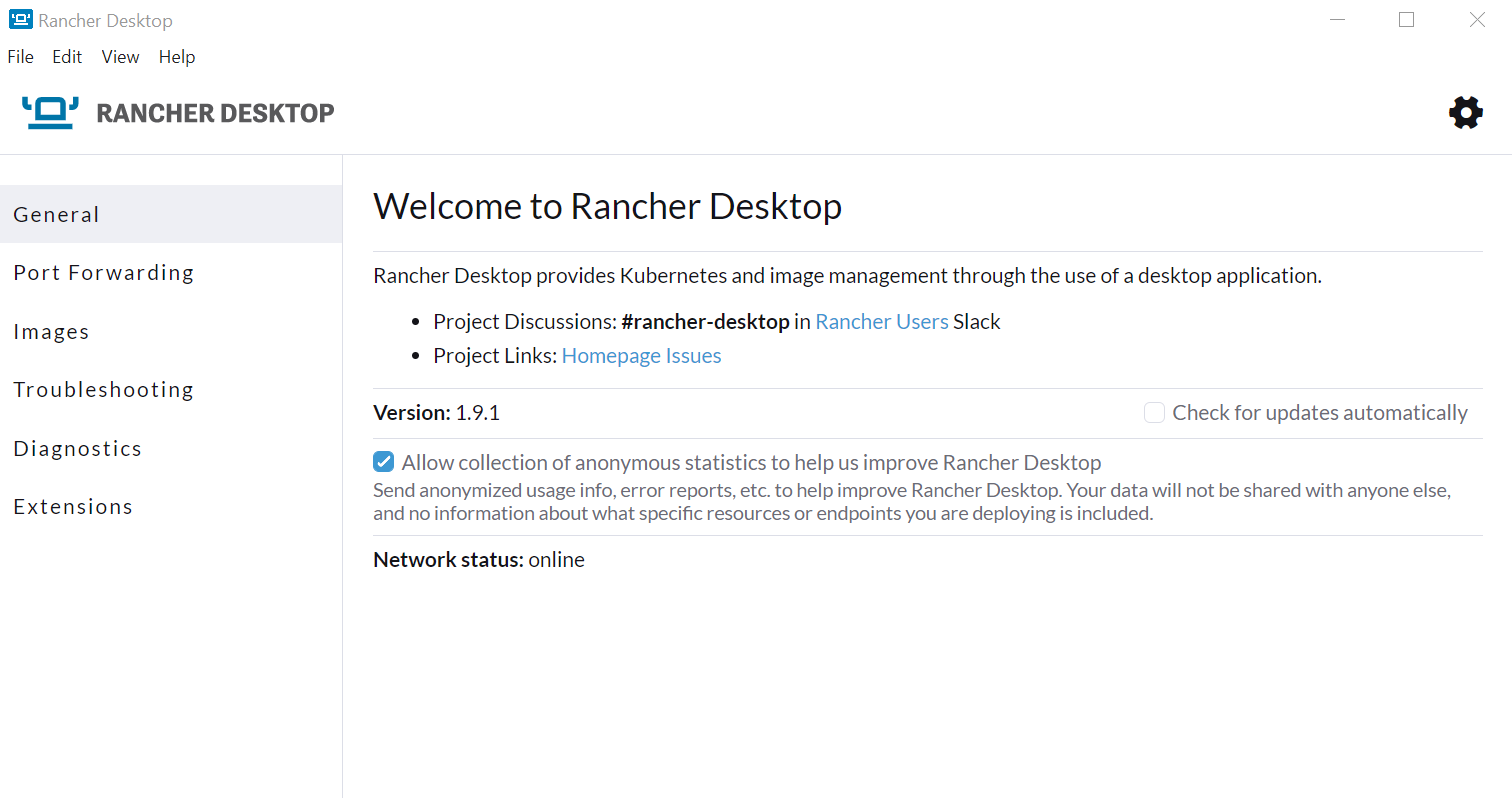 Rancher Desktop
File Edit View Help
RANCHER DESKTOP
General
Port Forwarding
Images
Troubleshooting
Diagnostics
Extensions
Welcome to Rancher Desktop
Rancher Desktop provides Kubernetes and image management through the use of a desktop application.
• Project Discussions: #rancher-desktop in Rancher Users Slack
• Project Links: Homepage Issues
Version: 1.9.1 Check for updates automatically
Allow collection of anonymous statistics to help us improve Rancher Desktop
Send anonymized usage info, error reports, etc. to help improve Rancher Desktop. Your data will not be shared with anyone else,
and no information about what specific resources or endpoints you are deploying is included.
Network status: online